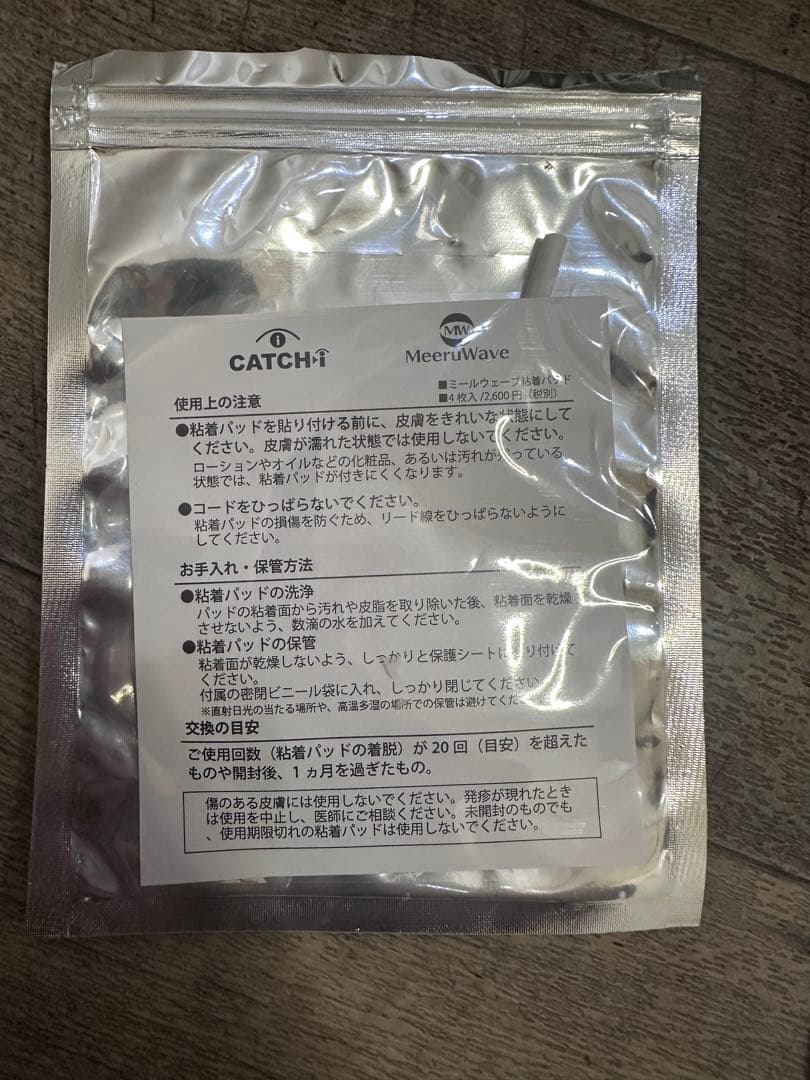 CATCH・i
MW
MeeruWave
■ミールウェーブ粘着パッド
■4枚入/2,600円(税別)
使用上の注意
●粘着パッドを貼り付ける前に、皮膚をきれいな状態にして
ください。皮膚が濡れた状態では使用しないでください。
ローションやオイルなどの化粧品、あるいは汚れが残っている
状態では、粘着パッドが付きにくくなります。
●コードをひっぱらないでください。
粘着パッドの損傷を防ぐため、リード線をひっぱらないように
してください。
お手入れ・保管方法
●粘着パッドの洗浄
パッドの粘着面から汚れや皮脂を取り除いた後、粘着面を乾燥
させないよう、数滴の水を加えてください。
●粘着パッドの保管
粘着面が乾燥しないよう、しっかりと保護シートに貼り付けて
ください。
付属の密閉ビニール袋に入れ、しっかり閉じてください
※直射日光の当たる場所や、高温多湿の場所での保管は避けてくだ
交換の目安
ご使用回数(粘着パッドの着脱)が20回(目安)を超えた
ものや開封後、1ヵ月を過ぎたもの。
傷のある皮膚には使用しないでください。発疹が現れたとき
は使用を中止し、医師にご相談ください。未開封のものでも
、使用期限切れの粘着パッドは使用しないでください。